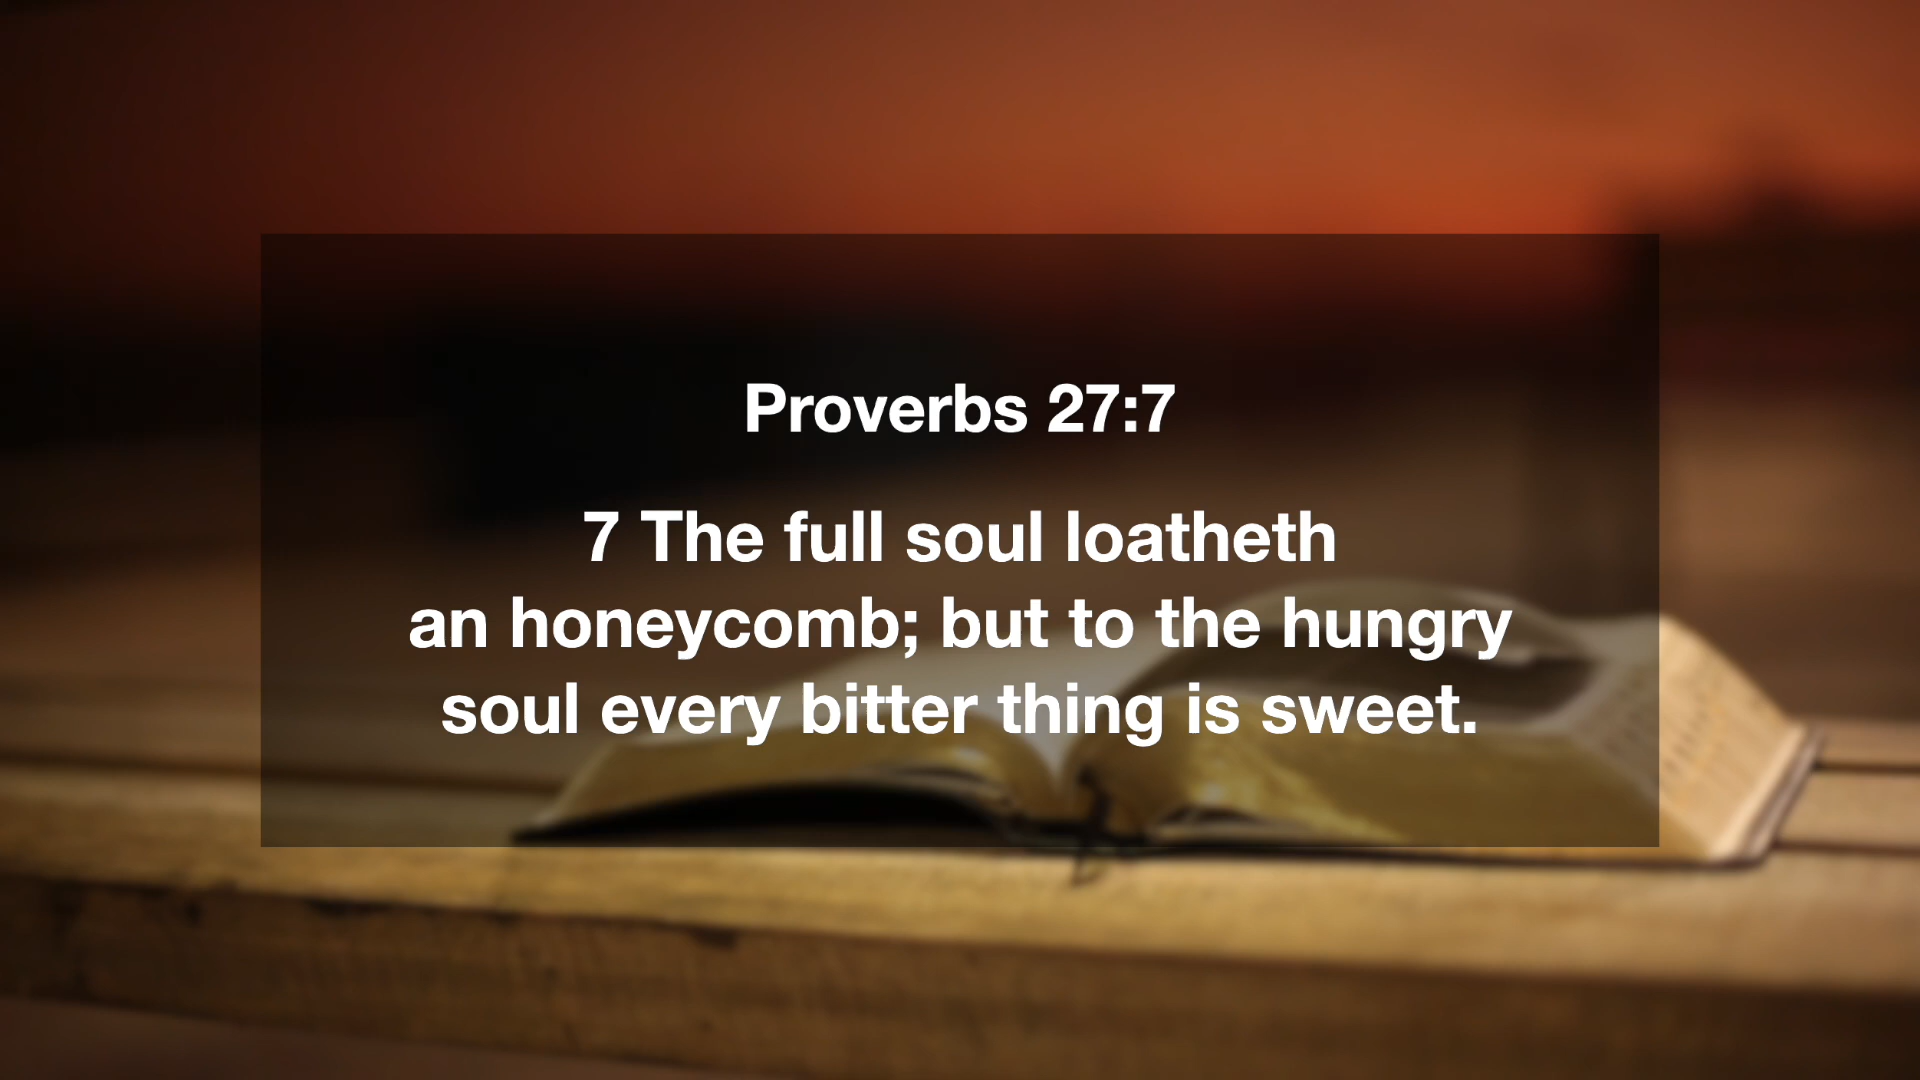 Proverbs 27:7
7 The full soul loatheth
an honeycomb; but to the hungry
soul every bitter thing is sweet.